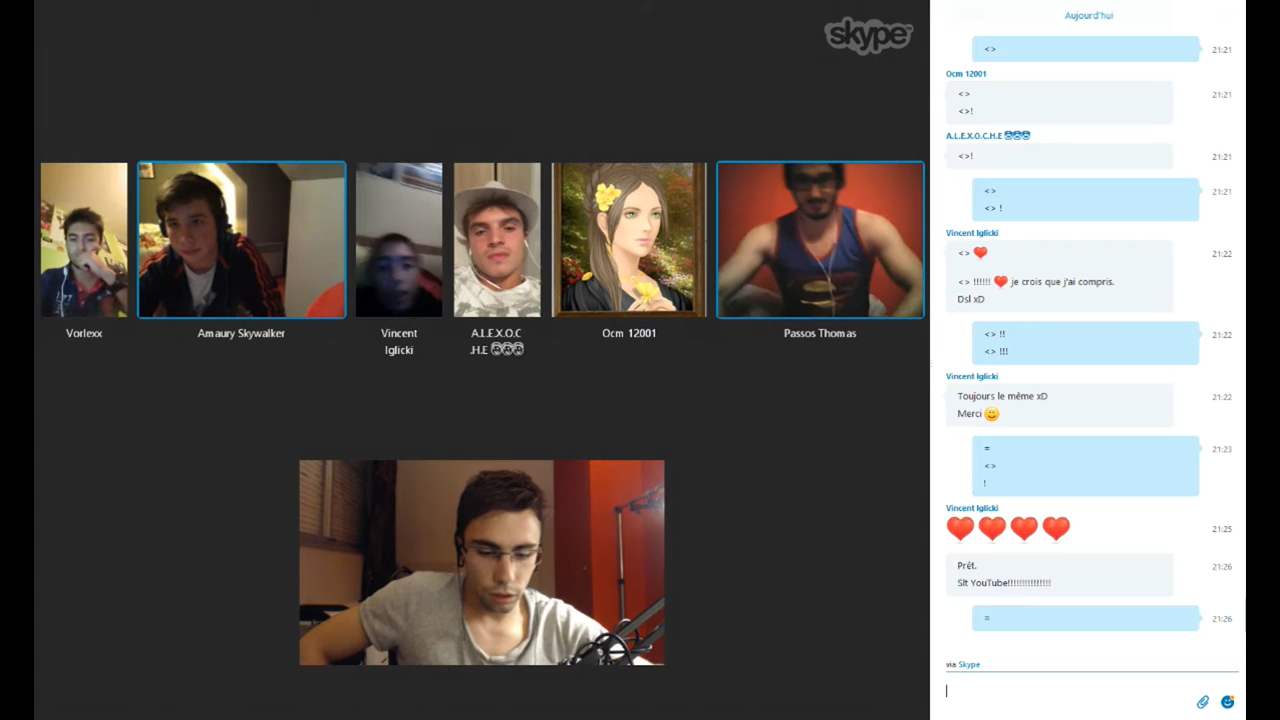 skype
Vorlexx
Amaury Skywalker
Vincent
Iglicki
A.L.E.X.O.C
.H.E
Ocm 12001
Passos Thomas
Aujourd'hui
<>
21:21
Ocm 12001
<>
21:21
<>!
A.L.E.X.O.C.H.E
<>!
21:21
<>
21:21
<> !
Vincent Iglicki
<> ❤
21:22
<> !!!!!! ❤ je crois que j'ai compris.
Dsl xD
<> !!
21:22
<> !!!
Vincent Iglicki
Toujours le même xD
21:22
Merci 😊
=
21:23
<>
!
Vincent Iglicki
❤❤❤❤
21:25
Prêt.
21:26
Slt YouTube!!!!!!!!!!!!!!!
=
21:26
via Skype